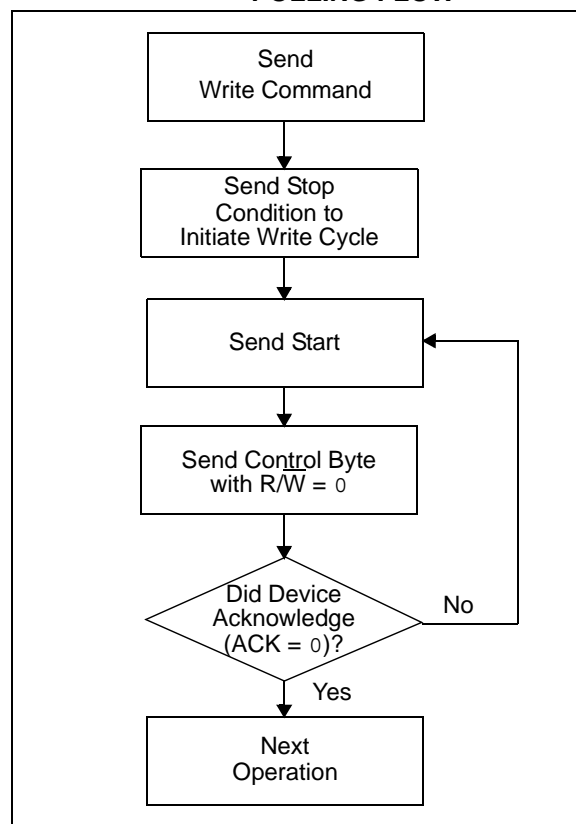 POLLING FLOW
Send
Write Command
Send Stop
Condition to
Initiate Write Cycle
Send Start
Send Control Byte
with R/W̅ = 0
Did Device
Acknowledge
(ACK = 0)?
No
Yes
Next
Operation